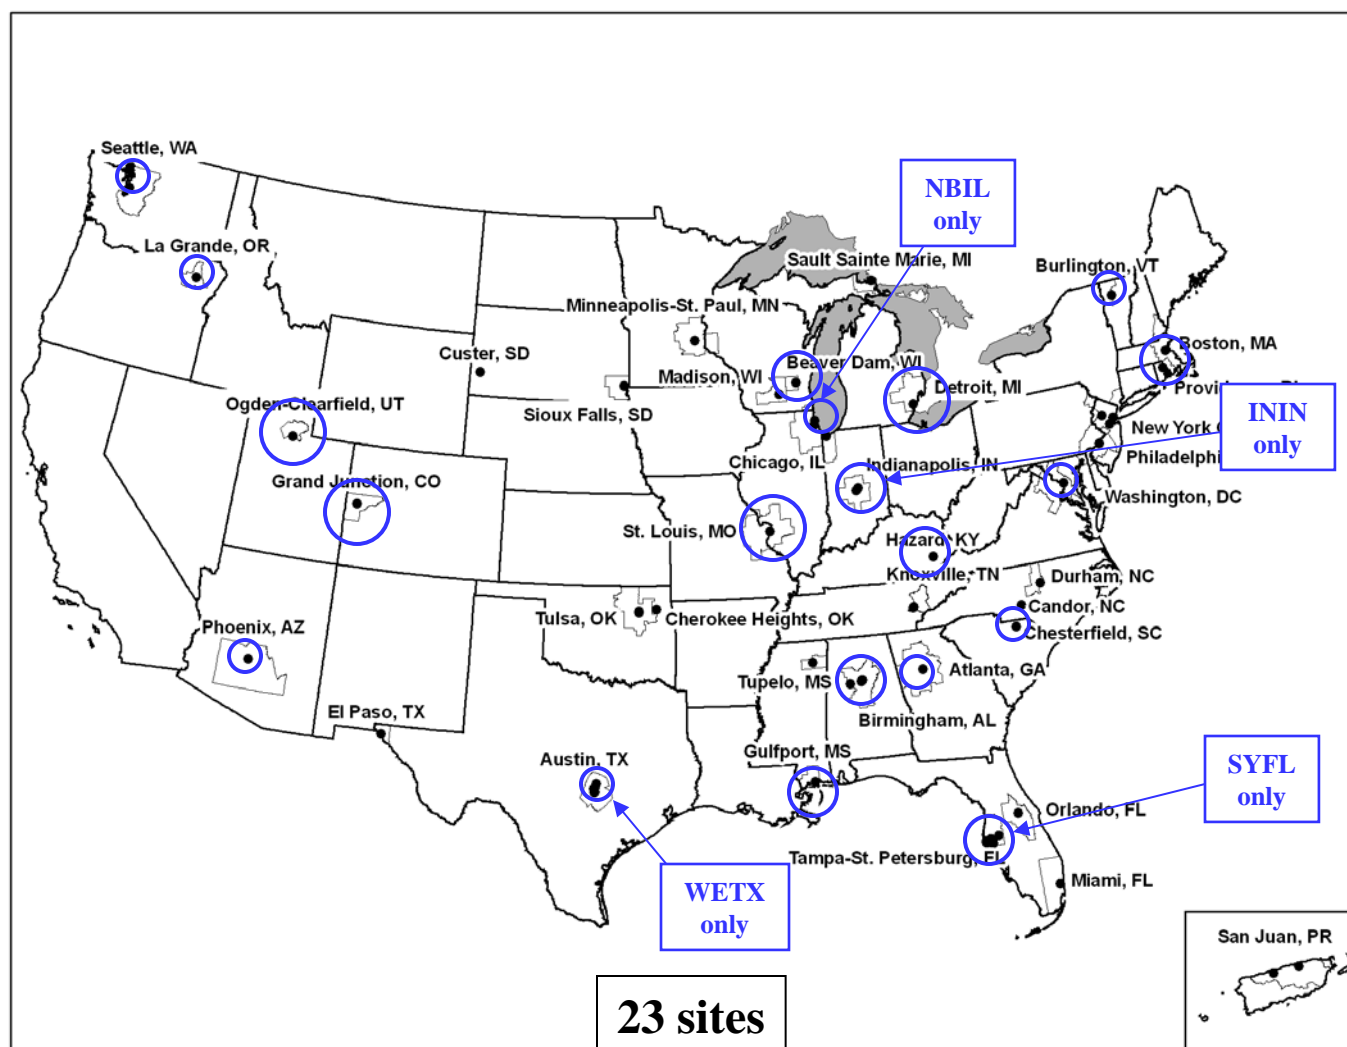 Seattle, WA
NBIL
only
La Grande, OR
Sault Sainte Marie, MI
Burlington, VT
Minneapolis-St. Paul, MN
Boston, MA
Custer, SD
Beaver Dam, WI
Madison, WI
Detroit, MI
Ogden-Clearfield, UT
Sioux Falls, SD
New York
ININ
only
Chicago, IL
Indianapolis, IN
Grand Junction, CO
Washington, DC
St. Louis, MO
Hazard, KY
Knoxville, TN
Durham, NC
Tulsa, OK
Cherokee Heights, OK
Candor, NC
Phoenix, AZ
Chesterfield, SC
Atlanta, GA
Tupelo, MS
El Paso, TX
Birmingham, AL
Austin, TX
Gulfport, MS
SYFL
only
Orlando, FL
Tampa-St. Petersburg, FL
Miami, FL
WETX
only
San Juan, PR
23 sites